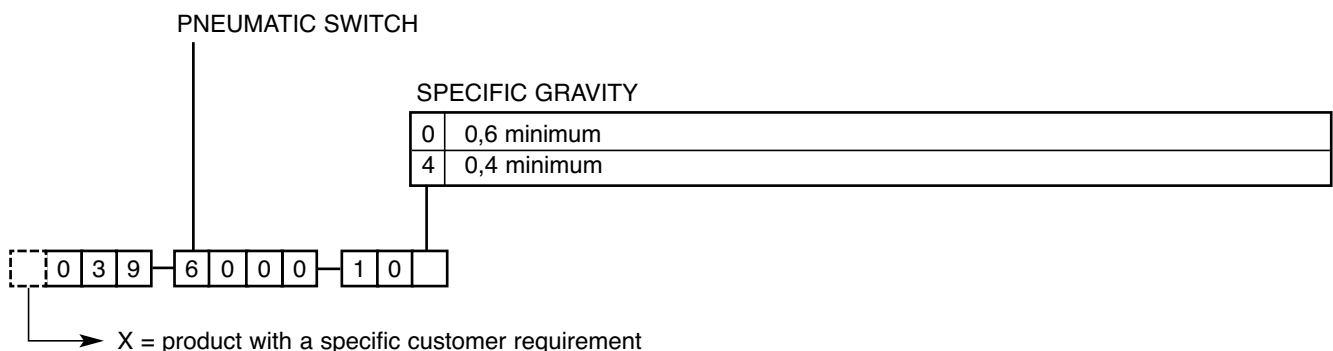 PNEUMATIC SWITCH
SPECIFIC GRAVITY
0 0,6 minimum
4 0,4 minimum
0 3 9 6 0 0 0 1 0
X = product with a specific customer requirement